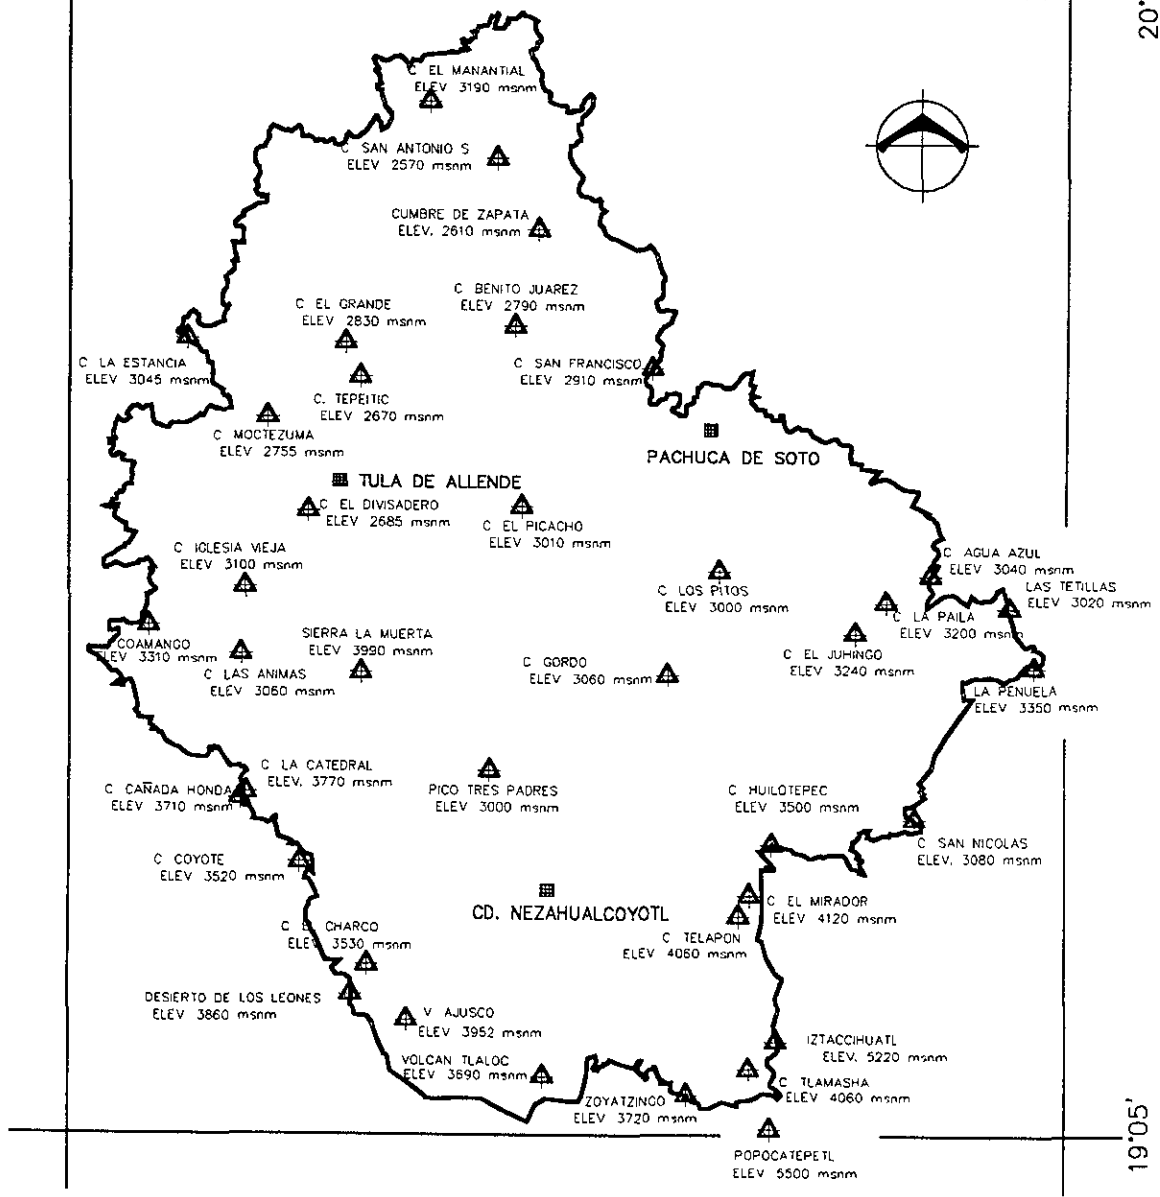 20°
C EL MANANTIAL
ELEV 3190 msnm
C SAN ANTONIO S
ELEV 2570 msnm
CUMBRE DE ZAPATA
ELEV. 2610 msnm
C BENITO JUAREZ
ELEV 2790 msnm
C EL GRANDE
ELEV 2830 msnm
C LA ESTANCIA
ELEV 3045 msnm
C SAN FRANCISCO
ELEV 2910 msnm
C. TEPEITIC
ELEV 2670 msnm
C MOCTEZUMA
ELEV 2755 msnm
PACHUCA DE SOTO
TULA DE ALLENDE
C EL DIVISADERO
ELEV 2685 msnm
C EL PICACHO
ELEV 3010 msnm
C IGLESIA VIEJA
ELEV 3100 msnm
C AGUA AZUL
ELEV 3040 msnm
C LOS PITOS
ELEV 3000 msnm
LAS TETILLAS
ELEV 3020 msnm
C LA PAILA
ELEV 3200 msnm
COAMANGO
ELEV 3310 msnm
SIERRA LA MUERTA
ELEV 3990 msnm
C EL JUHINGO
ELEV 3240 msnm
C LAS ANIMAS
ELEV 3060 msnm
C GORDO
ELEV 3060 msnm
LA PEÑUELA
ELEV 3350 msnm
C LA CATEDRAL
ELEV. 3770 msnm
C CAÑADA HONDA
ELEV 3710 msnm
PICO TRES PADRES
ELEV 3000 msnm
C HUILOTEPEC
ELEV 3500 msnm
C SAN NICOLAS
ELEV. 3080 msnm
C COYOTE
ELEV 3520 msnm
C EL MIRADOR
ELEV 4120 msnm
CD. NEZAHUALCOYOTL
C EL CHARCO
ELEV 3530 msnm
C TELAPON
ELEV 4060 msnm
DESIERTO DE LOS LEONES
ELEV 3860 msnm
V AJUSCO
ELEV 3952 msnm
IZTACCIHUATL
ELEV. 5220 msnm
VOLCAN TLALOC
ELEV 3690 msnm
C TLAMASHA
ELEV 4060 msnm
ZOYATZINGO
ELEV 3720 msnm
19°05'
POPOCATEPETL
ELEV 5500 msnm